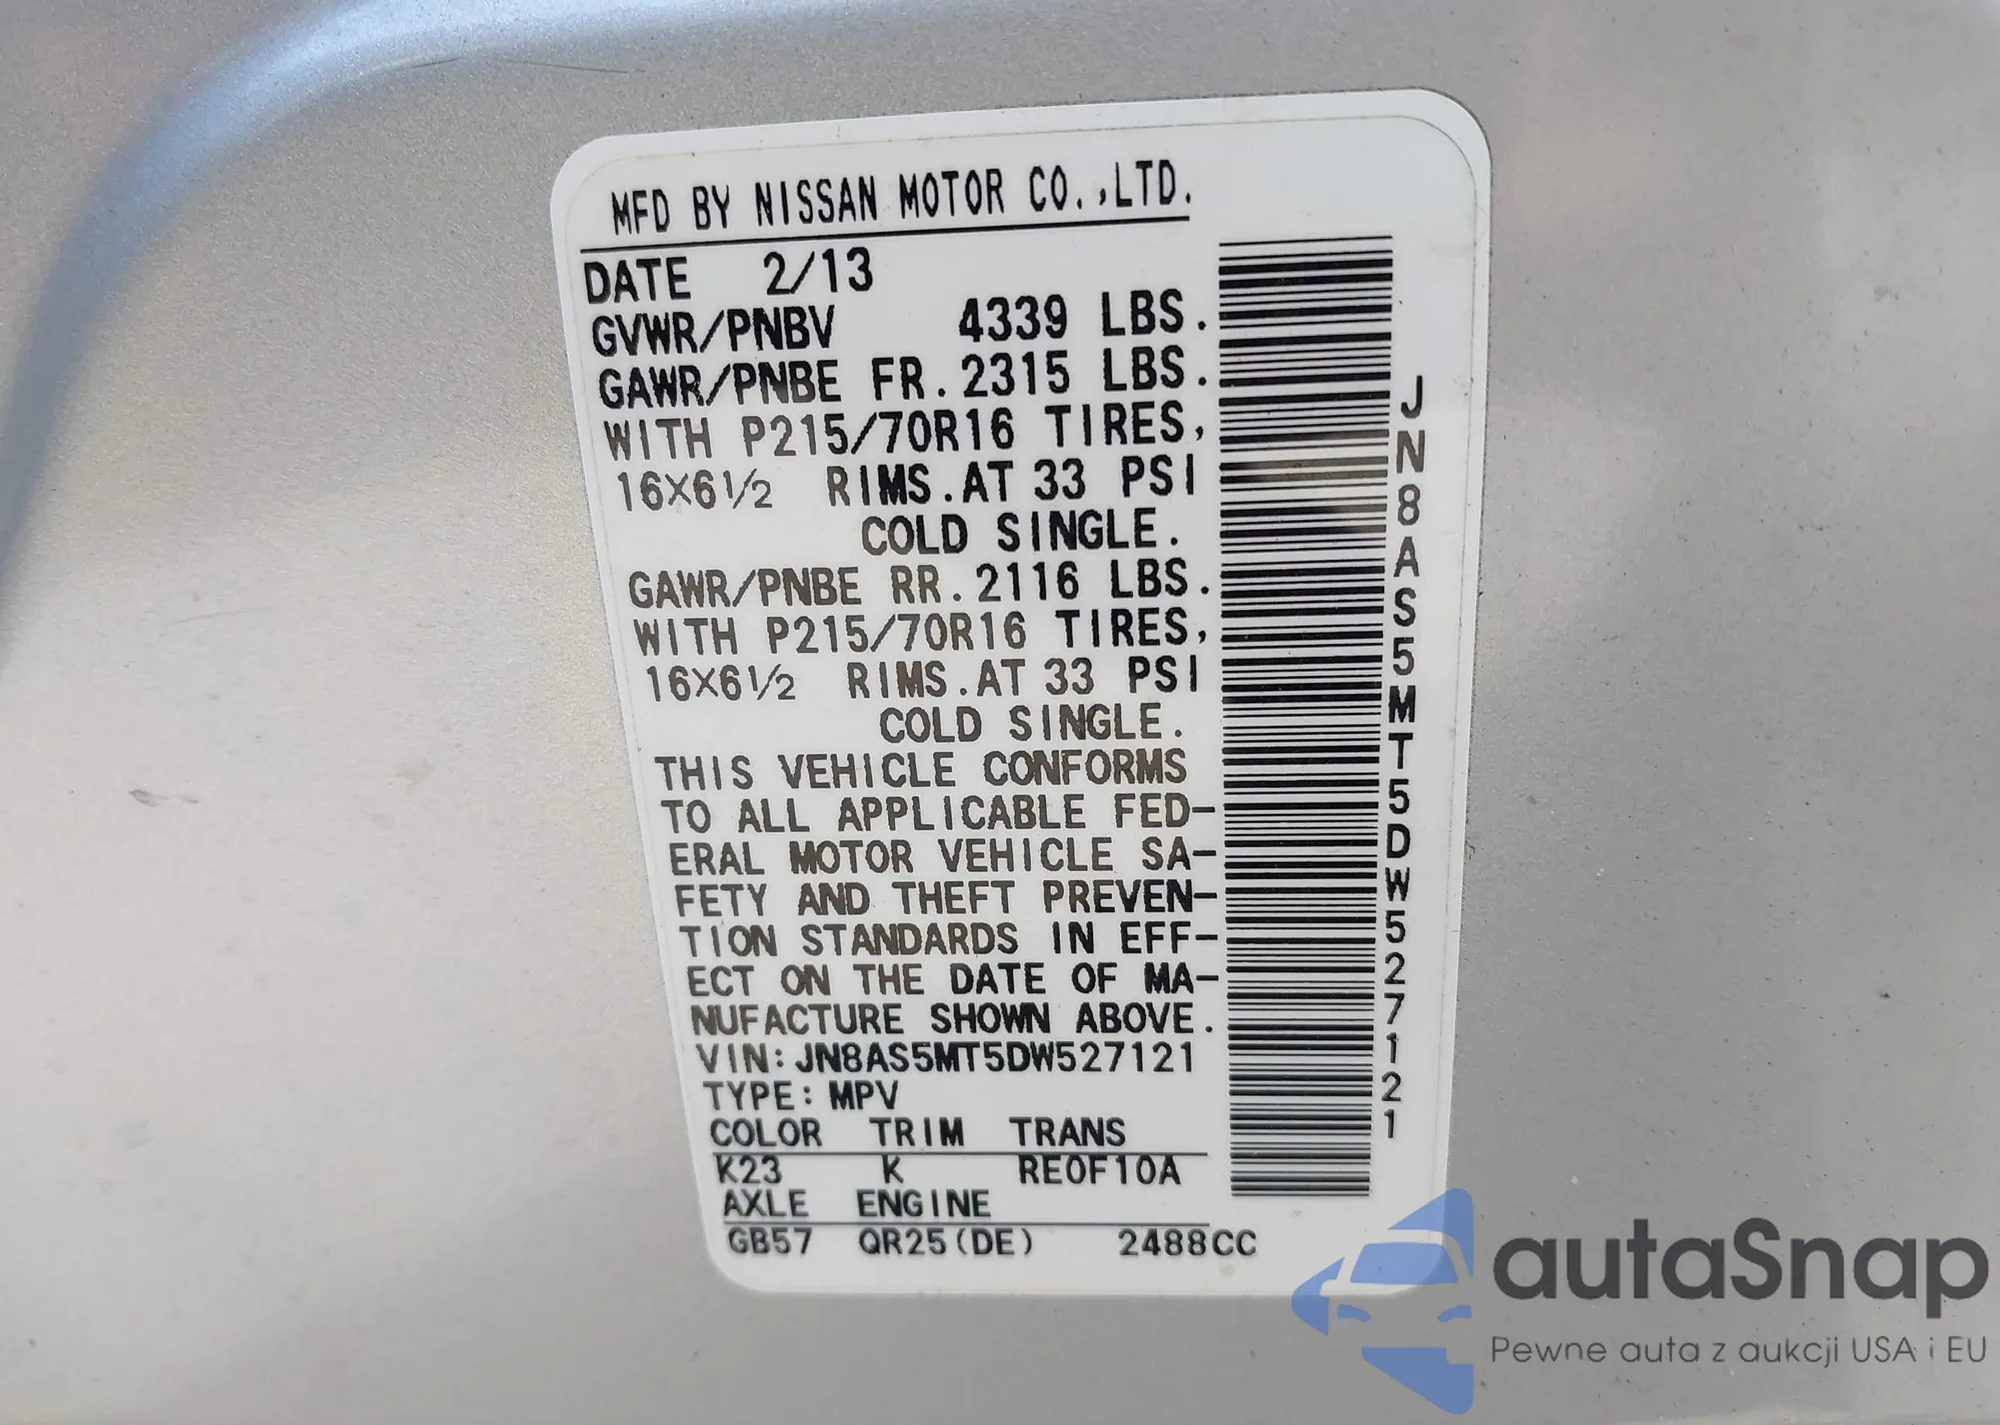 MFD BY NISSAN MOTOR CO.,LTD.
DATE 2/13
GVWR/PNBV 4339 LBS.
GAWR/PNBE FR.2315 LBS.
WITH P215/70R16 TIRES,
16X6½ RIMS.AT 33 PSI
COLD SINGLE.
GAWR/PNBE RR.2116 LBS.
WITH P215/70R16 TIRES,
16X6½ RIMS.AT 33 PSI
COLD SINGLE.
THIS VEHICLE CONFORMS
TO ALL APPLICABLE FED-
ERAL MOTOR VEHICLE SA-
FETY AND THEFT PREVEN-
TION STANDARDS IN EFF-
ECT ON THE DATE OF MA-
NUFACTURE SHOWN ABOVE.
VIN:JN8AS5MT5DW527121
TYPE:MPV
COLOR TRIM TRANS
K23 K RE0F10A
AXLE ENGINE
GB57 QR25(DE) 2488CC
JN8AS5MT5DW527121
autaSnap
Pewne auta z aukcji USA i EU